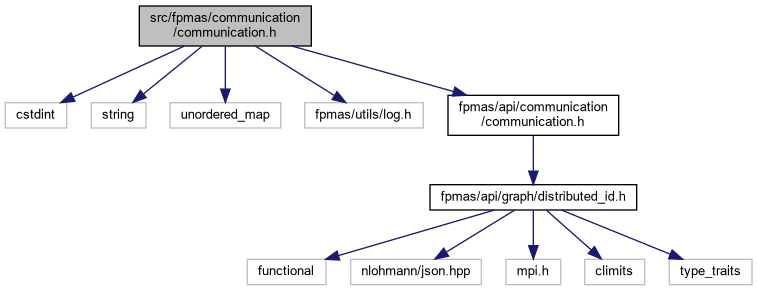 src/fpmas/communication
/communication.h
cstdint
string
unordered_map
fpmas/utils/log.h
fpmas/api/communication
/communication.h
fpmas/api/graph/distributed_id.h
functional
nlohmann/json.hpp
mpi.h
climits
type_traits